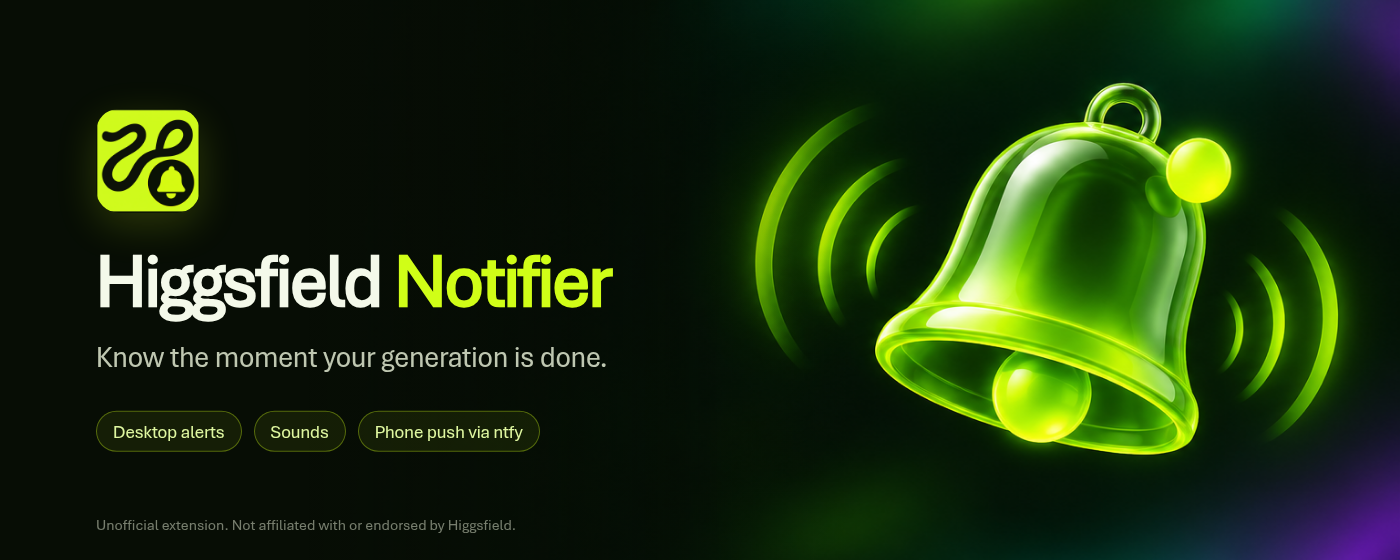 Higgsfield Notifier
Know the moment your generation is done.
Desktop alerts
Sounds
Phone push via ntfy
Unofficial extension. Not affiliated with or endorsed by Higgsfield.